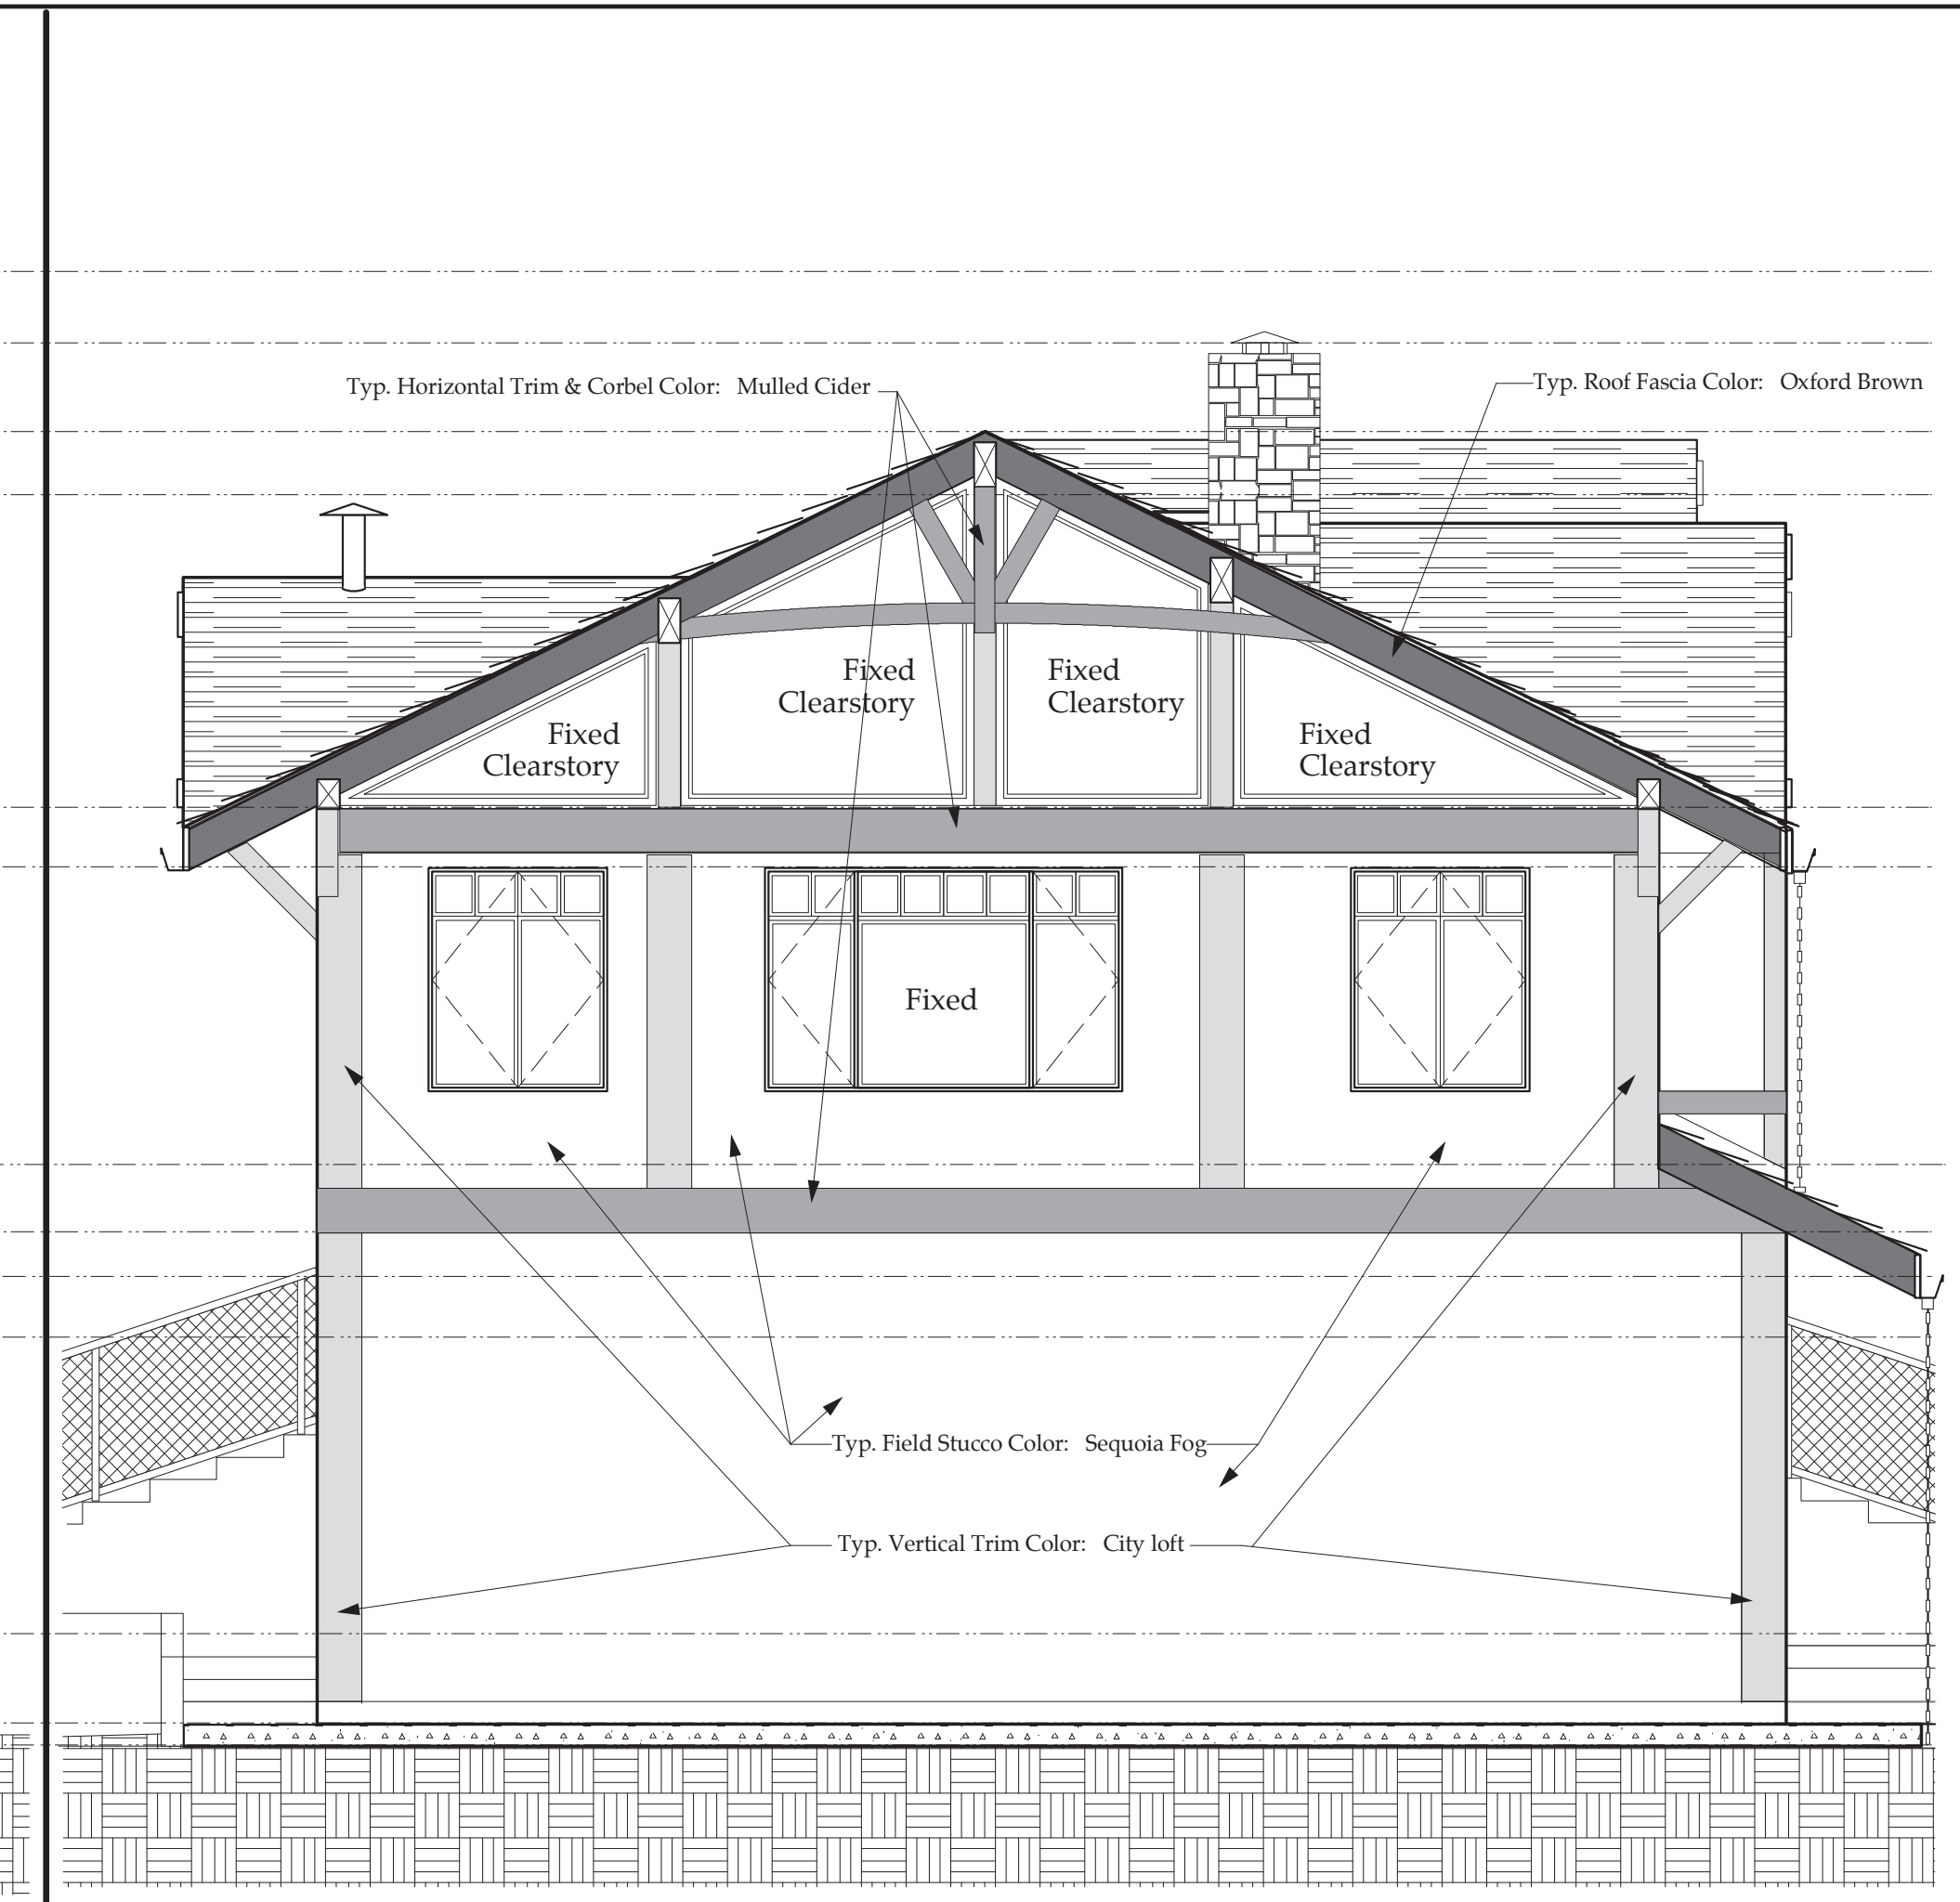 Typ. Horizontal Trim & Corbel Color: Mulled Cider
Typ. Roof Fascia Color: Oxford Brown
Fixed
Clearstory
Fixed
Clearstory
Fixed
Clearstory
Fixed
Clearstory
Fixed
Typ. Field Stucco Color: Sequoia Fog
Typ. Vertical Trim Color: City loft